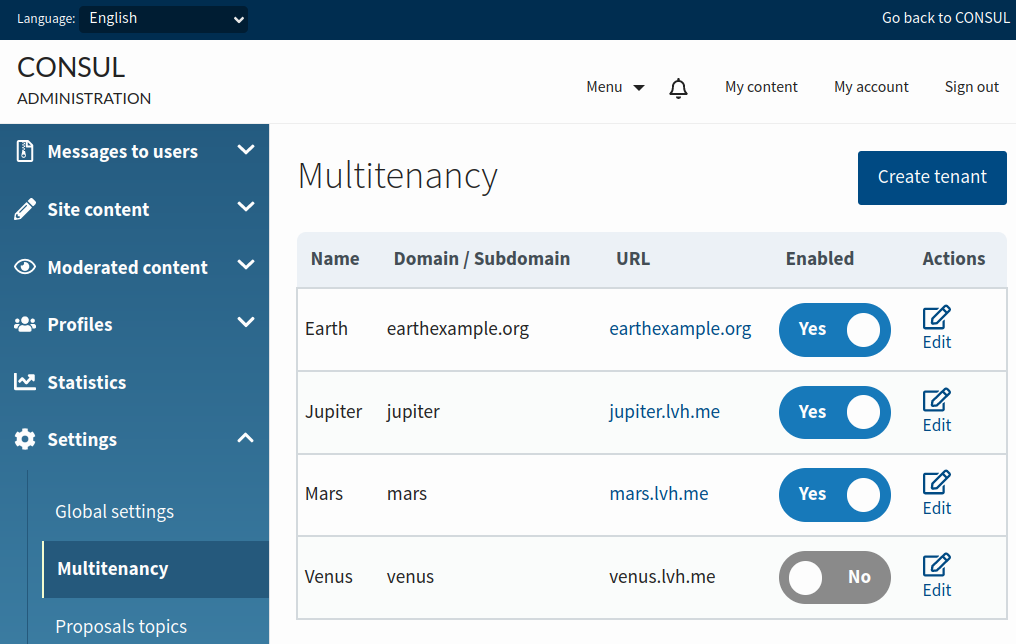 Language: English Go back to CONSUL
CONSUL
ADMINISTRATION
Menu My content My account Sign out
Messages to users
Site content
Moderated content
Profiles
Statistics
Settings
Global settings
Multitenancy
Proposals topics
Multitenancy Create tenant
Name Domain / Subdomain URL Enabled Actions
Earth earthexample.org earthexample.org Yes Edit
Jupiter jupiter jupiter.lvh.me Yes Edit
Mars mars mars.lvh.me Yes Edit
Venus venus venus.lvh.me No Edit